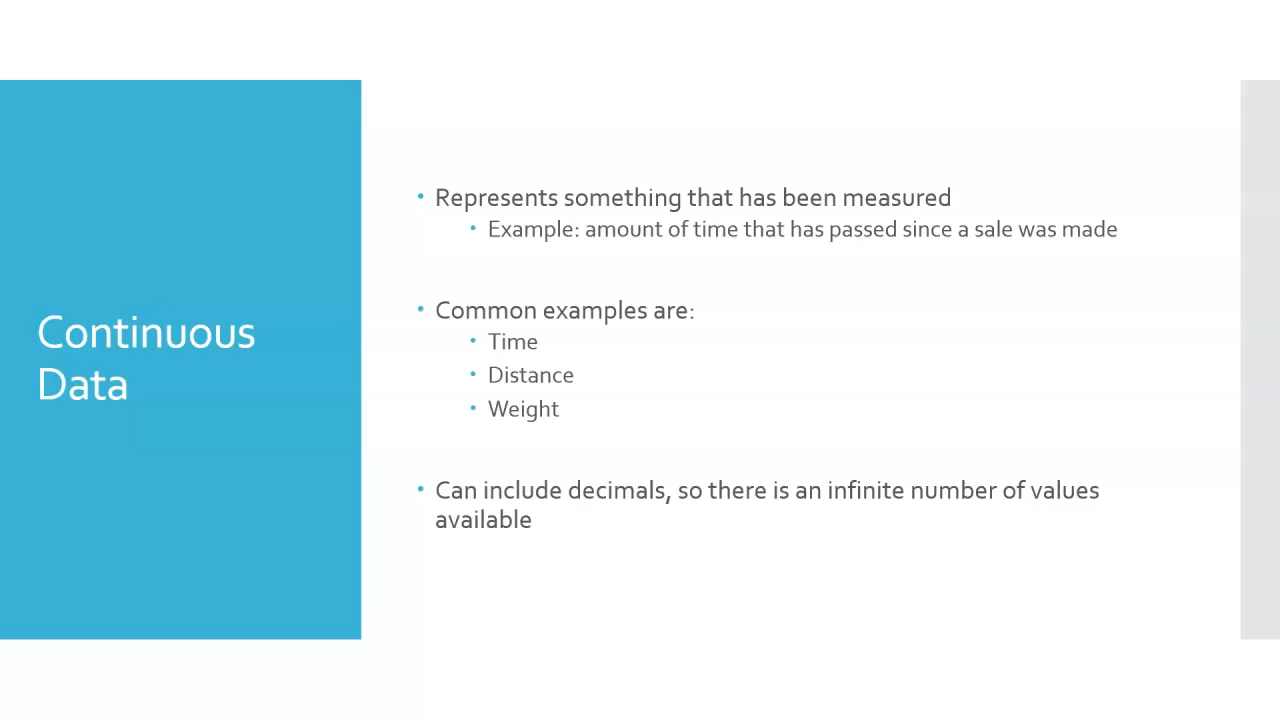 Continuous
Data
• Represents something that has been measured
• Example: amount of time that has passed since a sale was made
• Common examples are:
• Time
• Distance
• Weight
• Can include decimals, so there is an infinite number of values
available